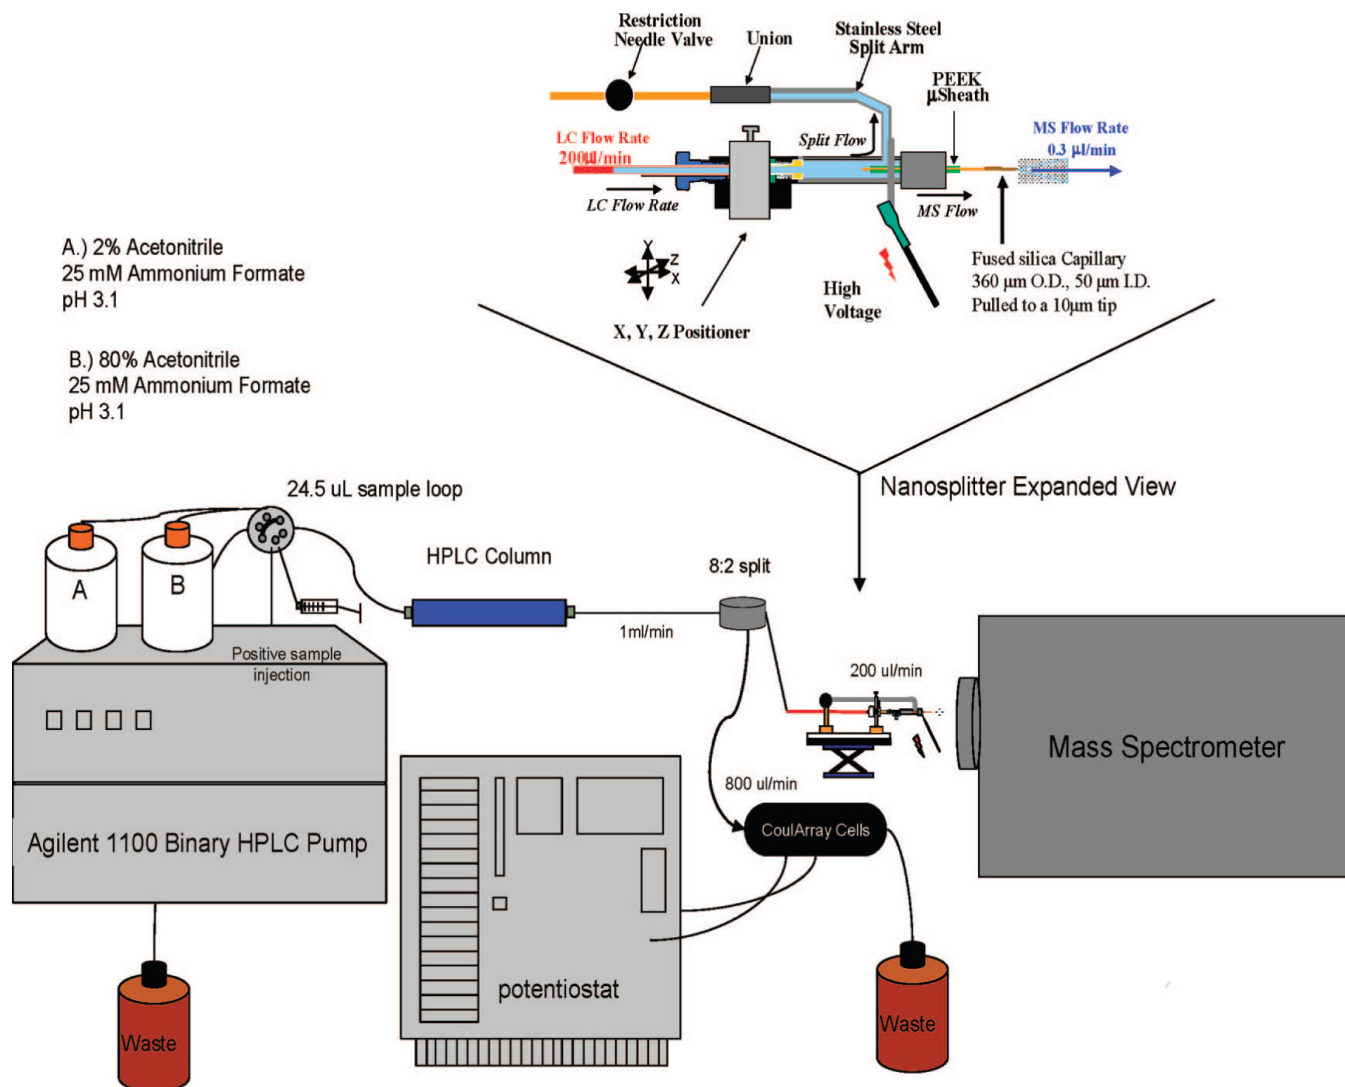 Restriction
Needle Valve
Union
Stainless Steel
Split Arm
PEEK
µSheath
LC Flow Rate
200µl/min
Split Flow
MS Flow Rate
0.3 µl/min
LC Flow Rate
MS Flow
Y
Z
X
High
Voltage
X, Y, Z Positioner
Fused silica Capillary
360 µm O.D., 50 µm I.D.
Pulled to a 10µm tip
A.) 2% Acetonitrile
25 mM Ammonium Formate
pH 3.1
B.) 80% Acetonitrile
25 mM Ammonium Formate
pH 3.1
Nanosplitter Expanded View
24.5 uL sample loop
A
B
HPLC Column
8:2 split
1ml/min
Positive sample
injection
200 ul/min
Mass Spectrometer
800 ul/min
CoulArray Cells
Agilent 1100 Binary HPLC Pump
potentiostat
Waste
Waste